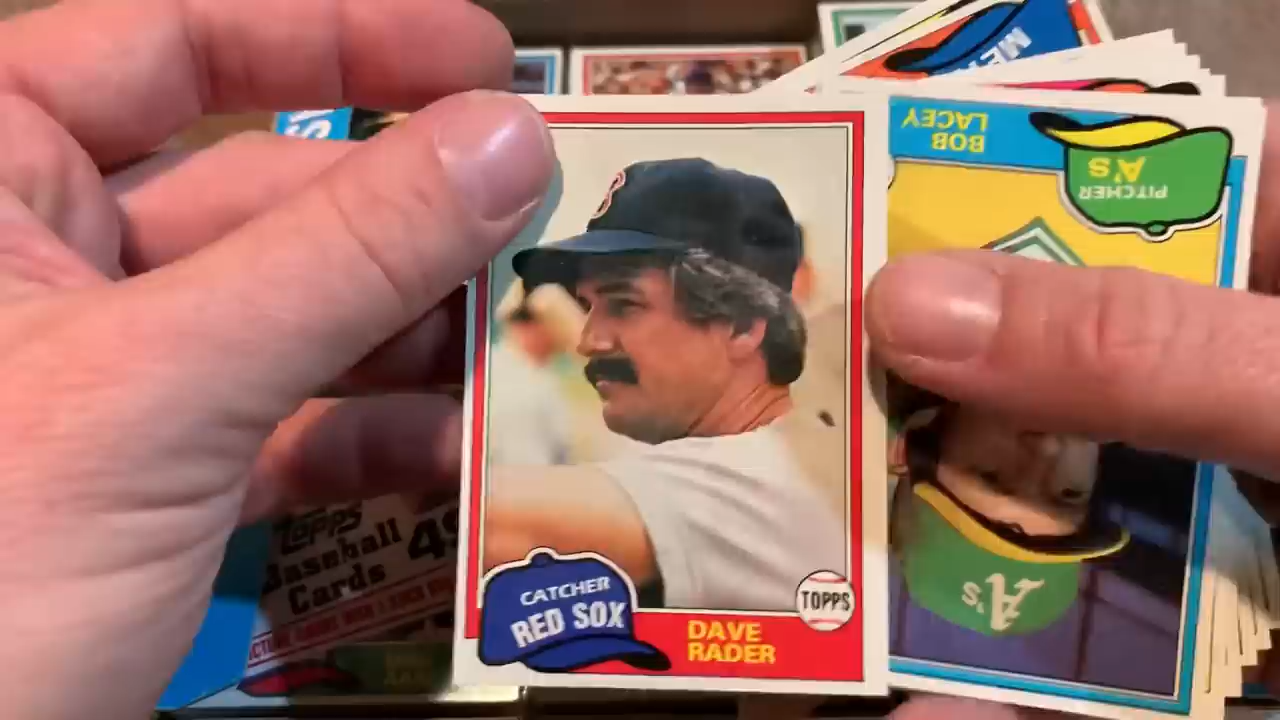 B
CATCHER
RED SOX
DAVE
RADER
TOPPS
BOB
LACEY
PITCHER
A's
A's
Topps
Baseball
Cards